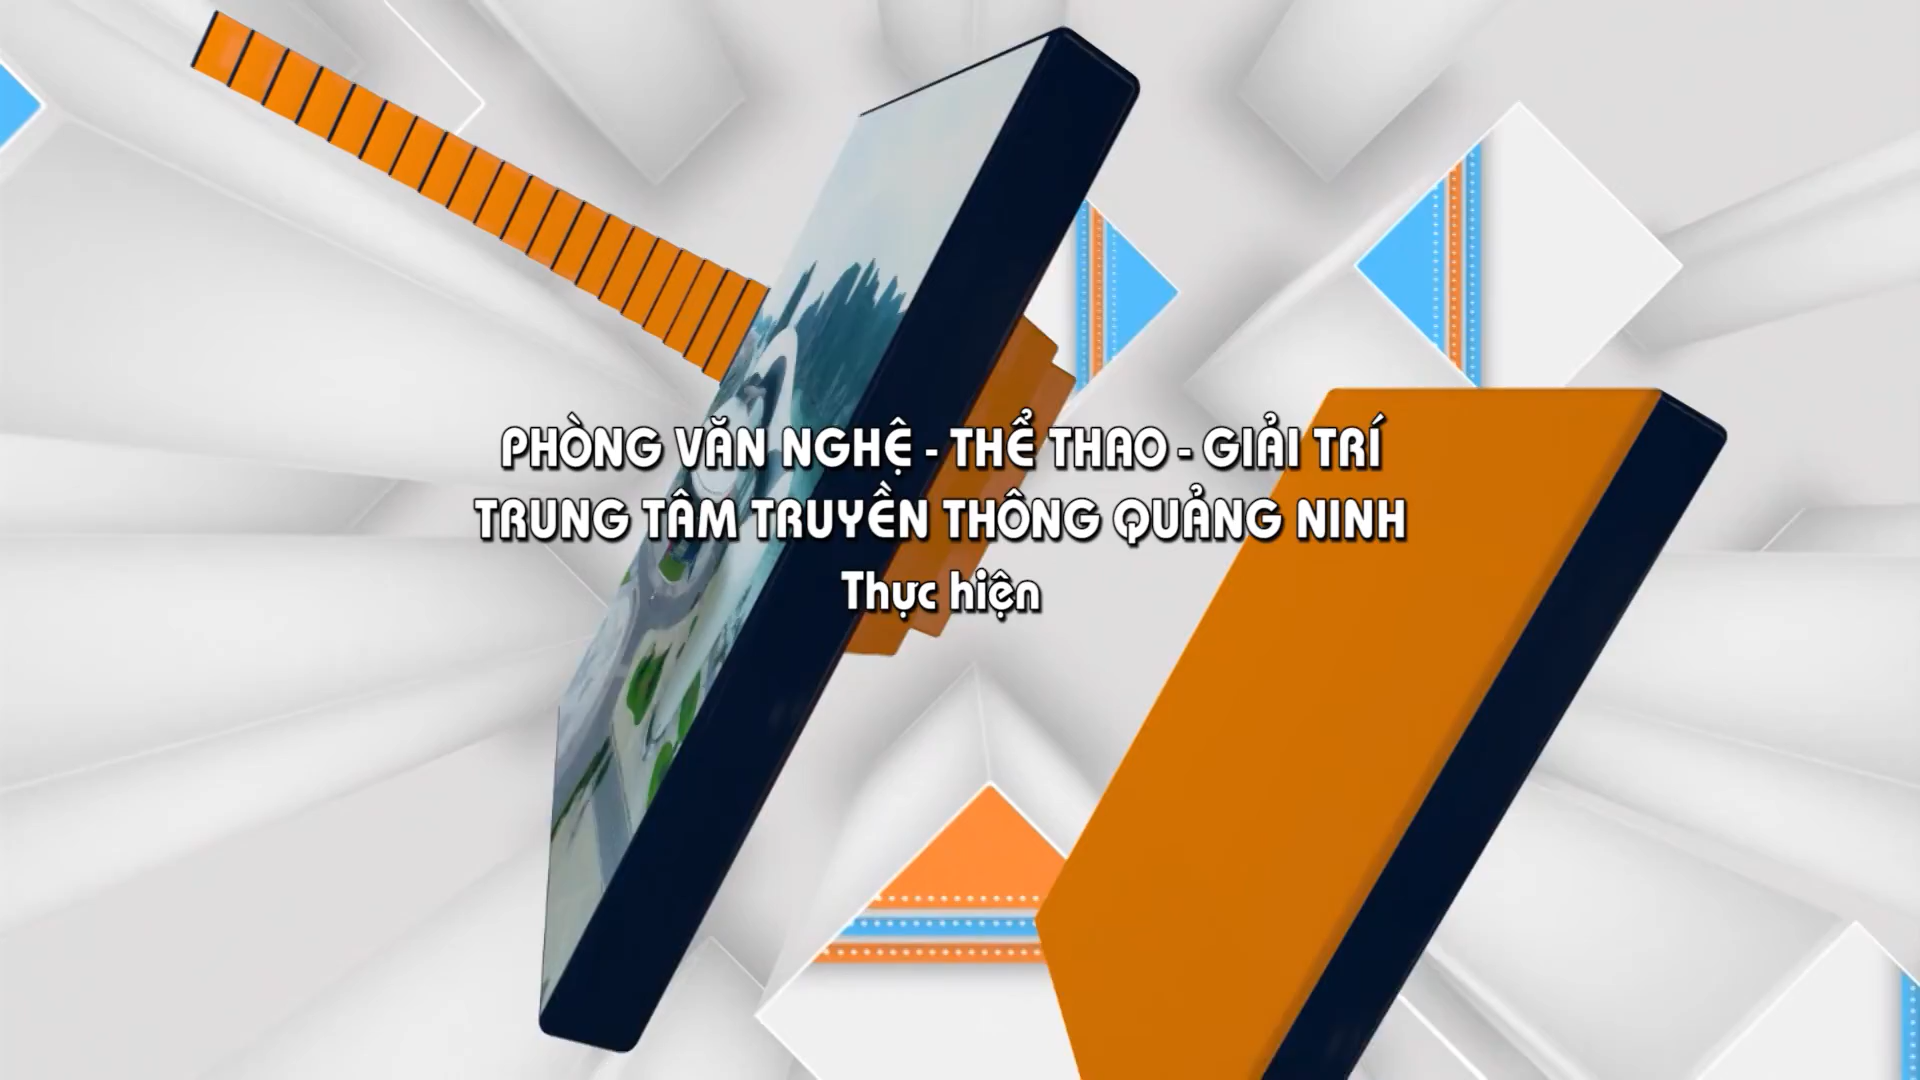 PHÒNG VĂN NGHỆ - THỂ THAO - GIẢI TRÍ
TRUNG TÂM TRUYỀN THÔNG QUẢNG NINH
Thực hiện